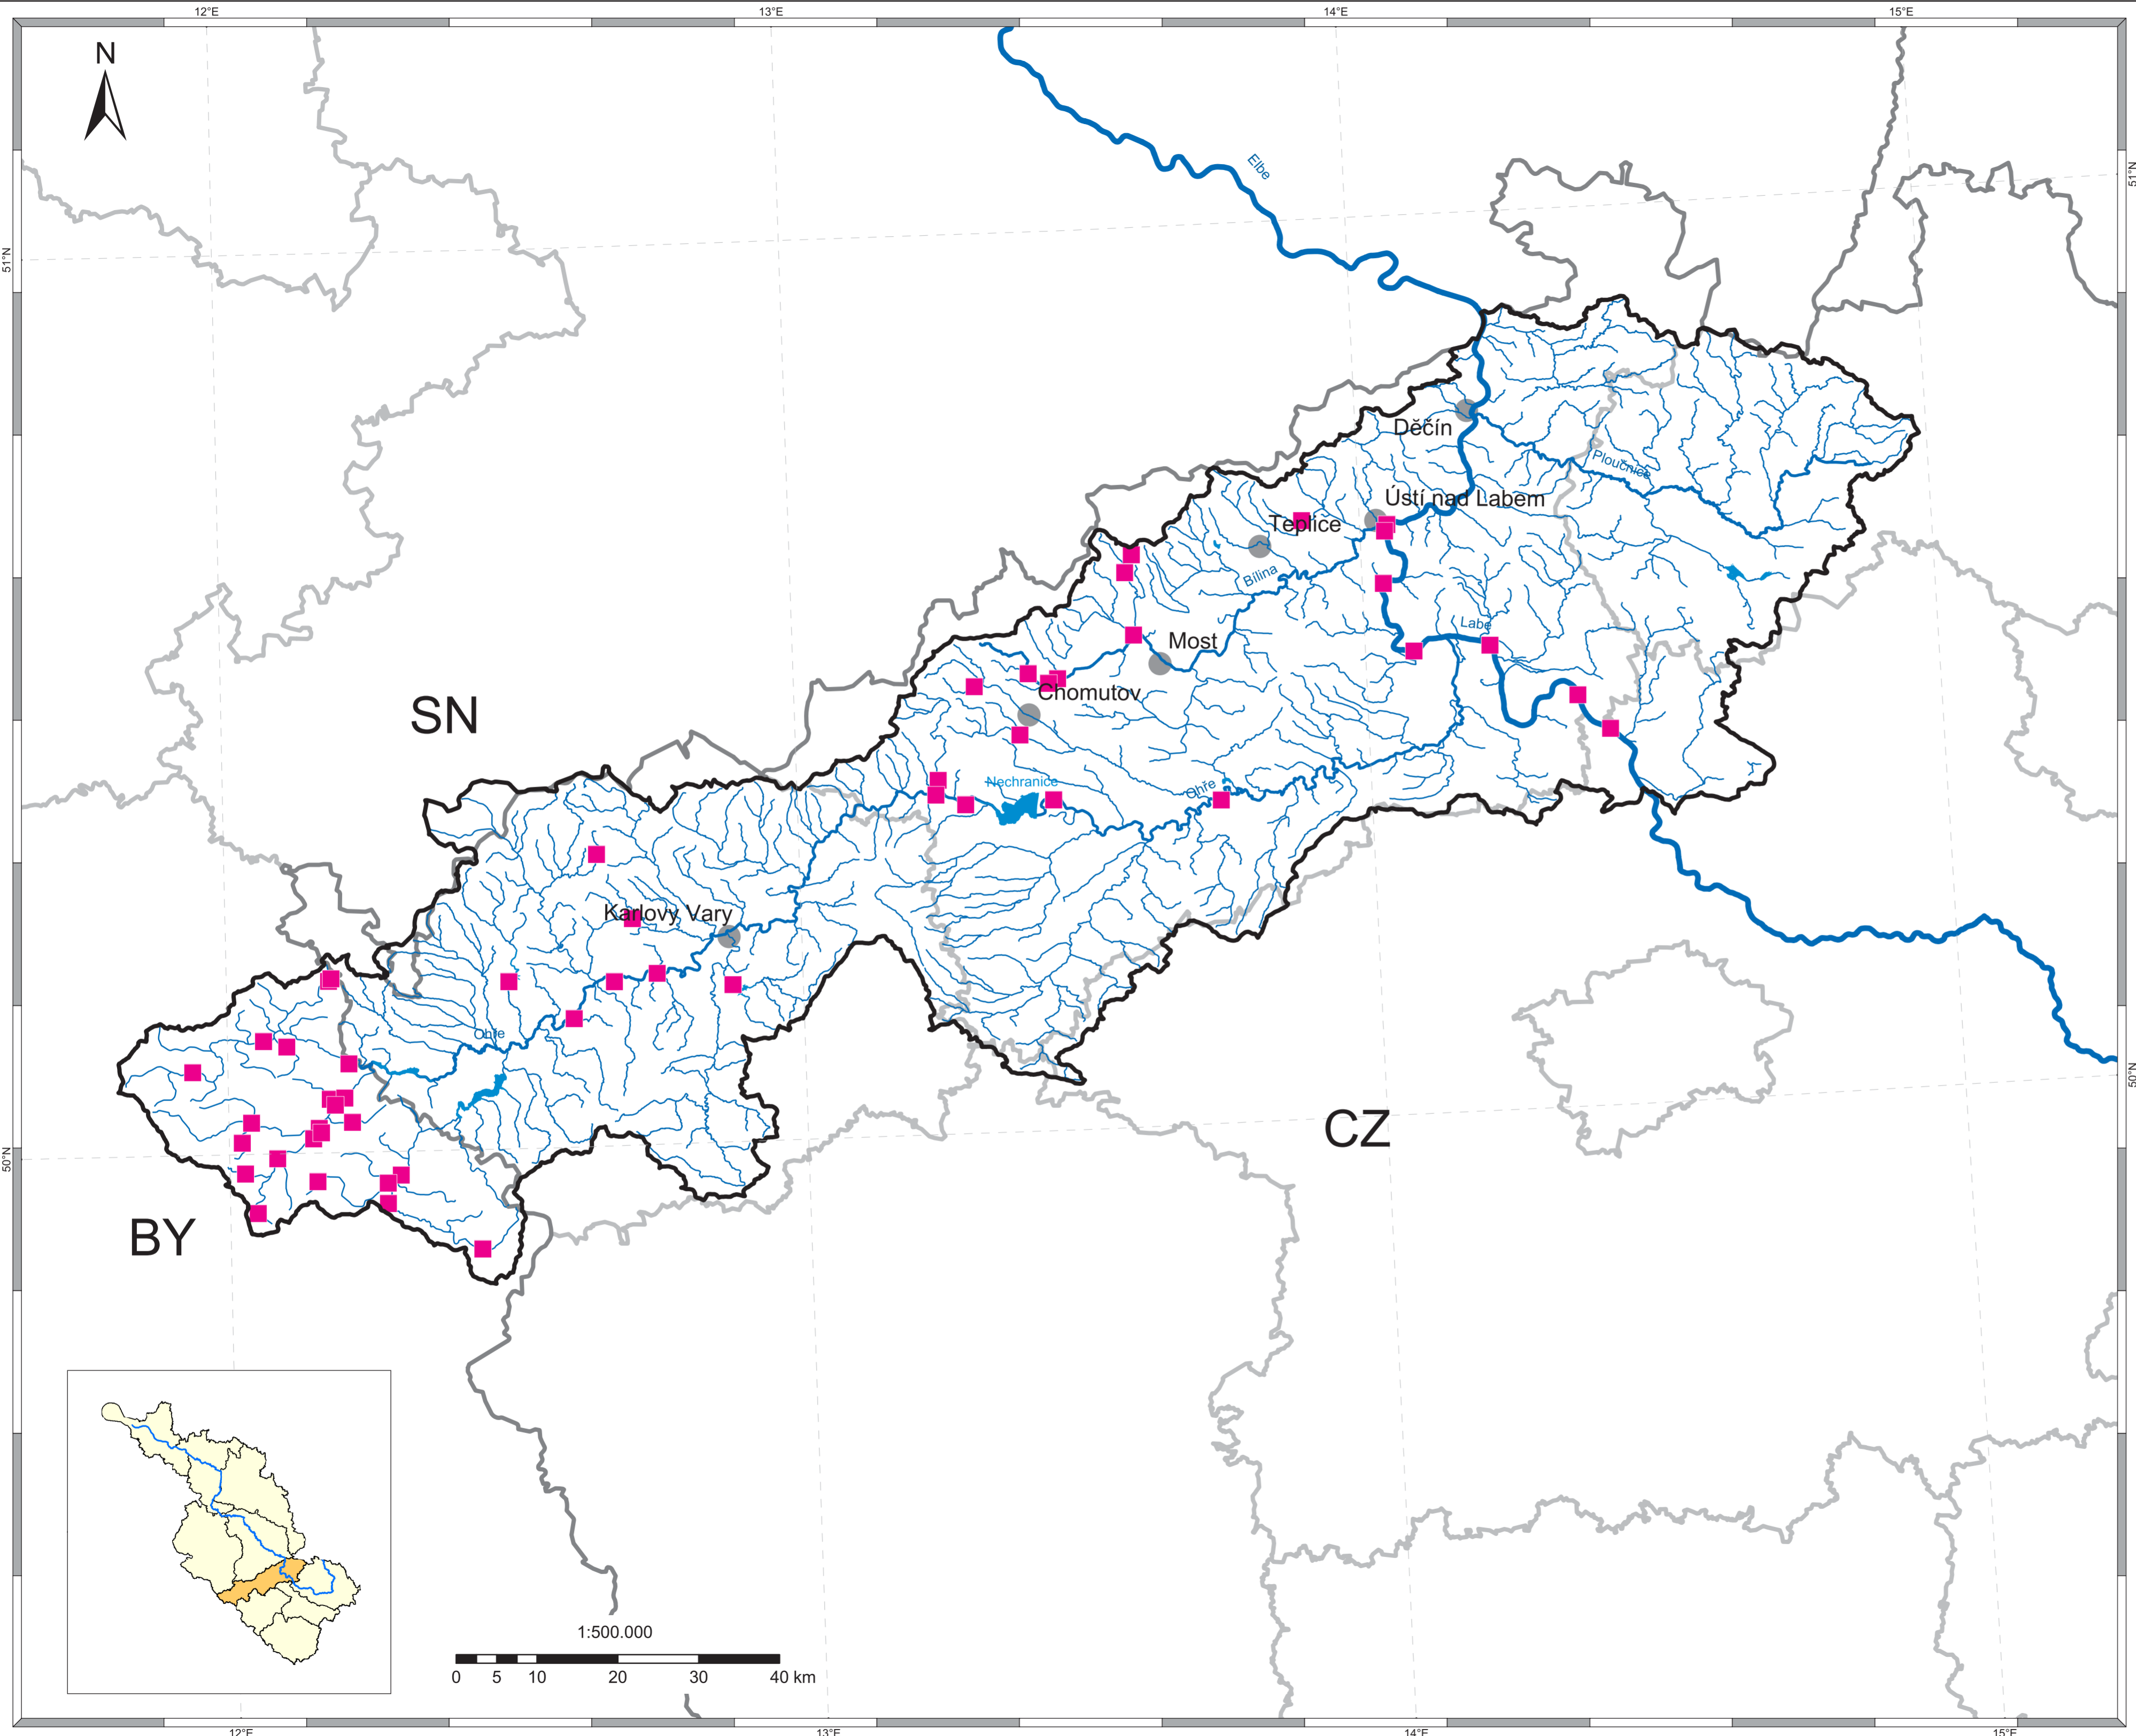 12°E
13°E
14°E
15°E
N
Elbe
51°N
51°N
Děčín
Ploučnice
Ústí nad Labem
Teplice
Bílina
Labe
Most
Chomutov
SN
Nechranice
Ohře
Karlovy Vary
Ohře
50°N
CZ
50°N
BY
1:500.000
0 5 10 20 30 40 km
12°E
13°E
14°E
15°E